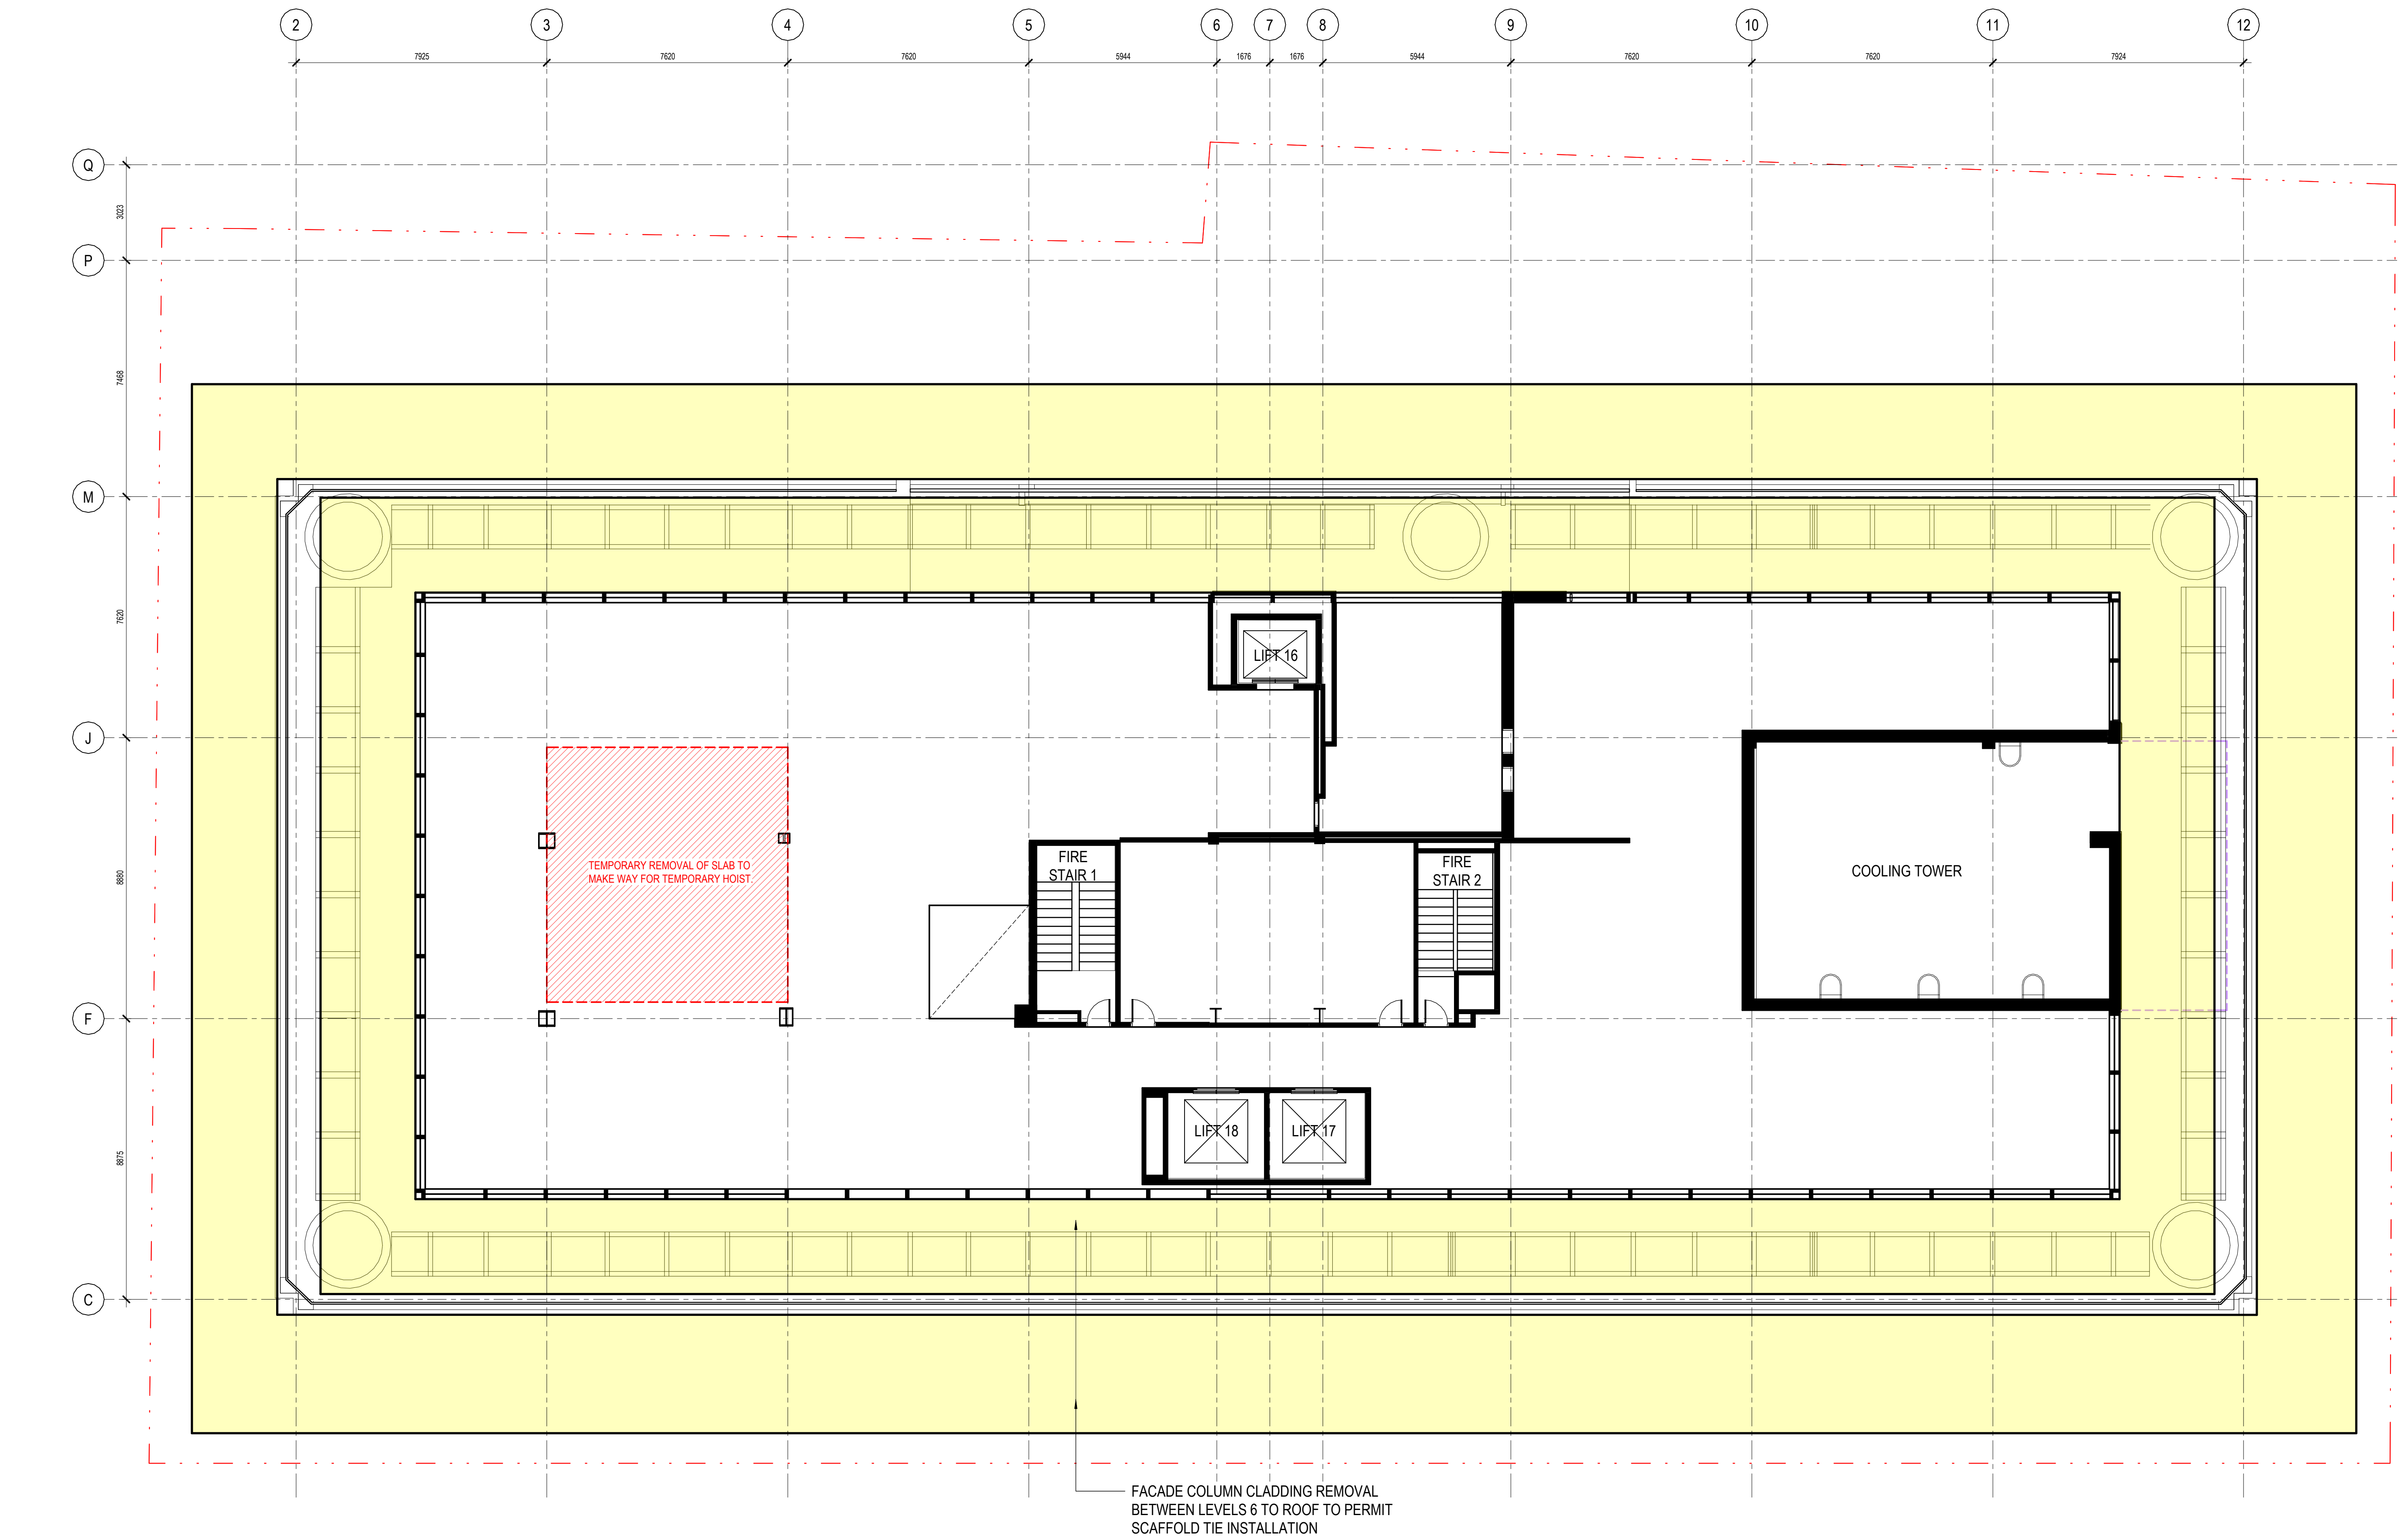 2 3 4 5 6 7 8 9 10 11 12
7925 7620 7620 5944 1676 1676 5944 7620 7620 7924
Q
3023
P
7468
M
7620
LIFT 16
J
TEMPORARY REMOVAL OF SLAB TO
MAKE WAY FOR TEMPORARY HOIST.
FIRE
STAIR 1
FIRE
STAIR 2
COOLING TOWER
8880
F
LIFT 18
LIFT 17
8875
C
FACADE COLUMN CLADDING REMOVAL
BETWEEN LEVELS 6 TO ROOF TO PERMIT
SCAFFOLD TIE INSTALLATION